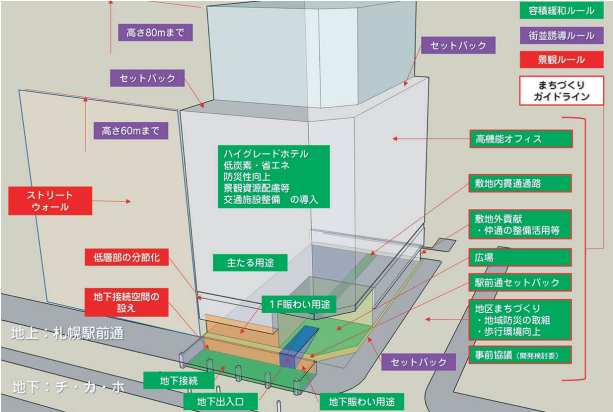 容積緩和ルール
高さ80mまで
街並誘導ルール
セットバック
景観ルール
セットバック
まちづくり
ガイドライン
高さ60mまで
高機能オフィス
ハイグレードホテル
低炭素・省エネ
防災性向上
景観資源配慮等
交通施設整備　の導入
敷地内貫通通路
ストリート
ウォール
敷地外貢献
・仲通の整備活用等
低層部の分節化
主たる用途
広場
地下接続空間の
設え
1F賑わい用途
駅前通セットバック
地上：札幌駅前通
地区まちづくり
・地域防災の取組
・歩行環境向上
セットバック
事前協議（開発検討委）
地下：チ・カ・ホ
地下接続
地下出入口
地下賑わい用途